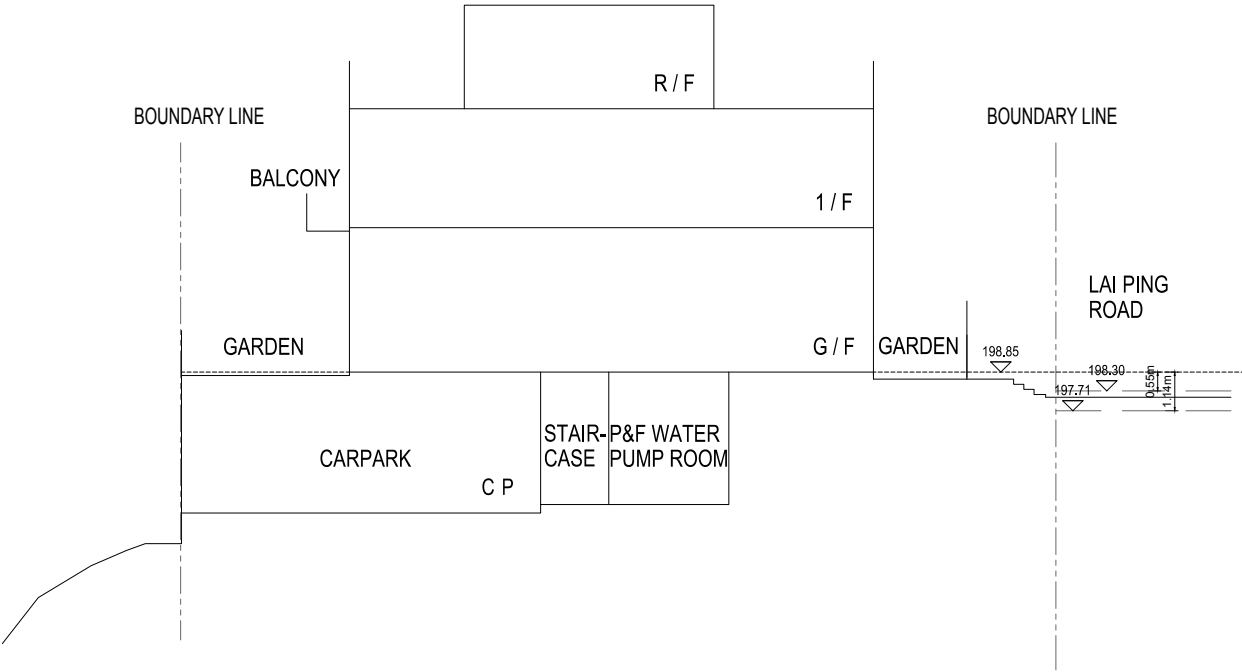 R / F
BOUNDARY LINE
BOUNDARY LINE
BALCONY
1 / F
LAI PING
ROAD
GARDEN
G / F
GARDEN
198.85
198.30
197.71
0.55m
1.14m
STAIR-
CASE
P&F WATER
PUMP ROOM
CARPARK
C P